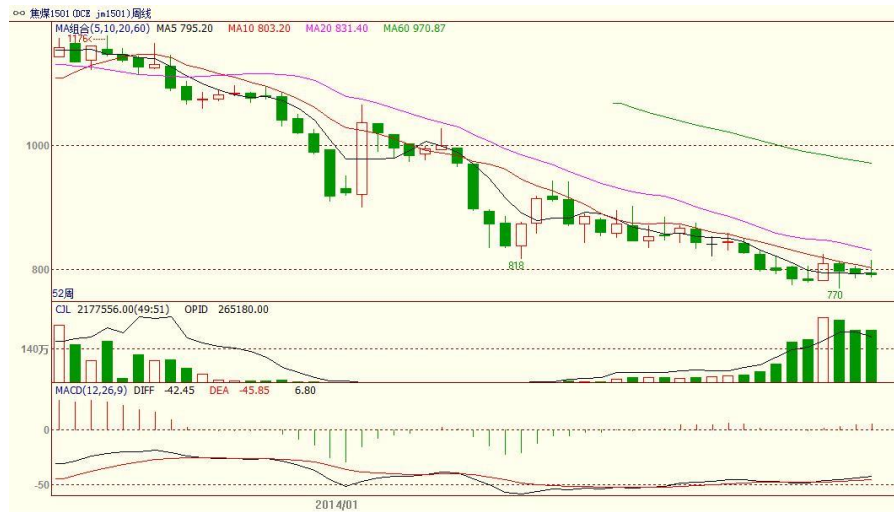 焦煤1501(DCE jm1501)周线
MA组合(5,10,20,60) MA5 795.20 MA10 803.20 MA20 831.40 MA60 970.87
1176
1000
818
800
770
52周
CJL 2177556.00(49:51) OPID 265180.00
140万
MACD(12,26,9) DIFF -42.45 DEA -45.85 6.80
0
-50
2014/01